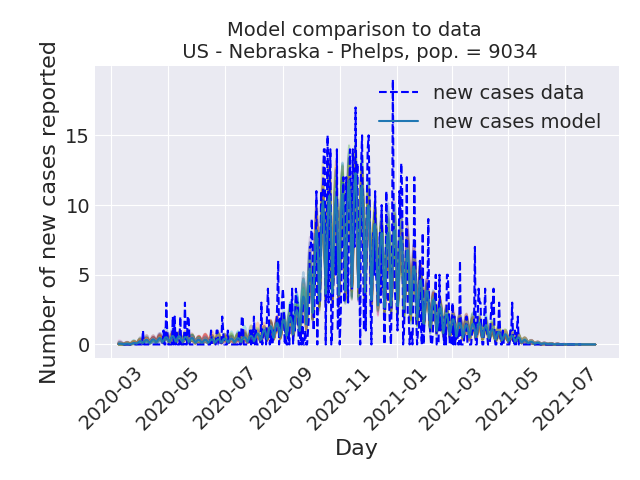 Model comparison to data
US - Nebraska - Phelps, pop. = 9034
new cases data
new cases model
Number of new cases reported
15
10
5
0
2020-03
2020-05
2020-07
2020-09
2020-11
2021-01
2021-03
2021-05
2021-07
Day